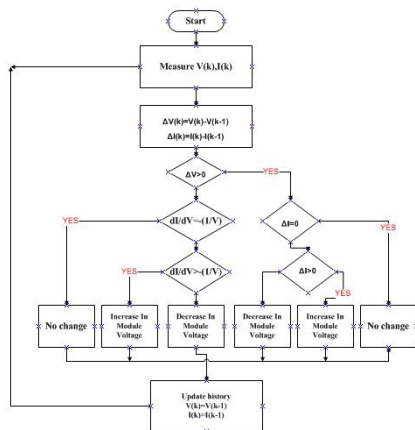 Start
Measure V(k),I(k)
ΔV(k)=V(k)-V(k-1)
ΔI(k)=I(k)-I(k-1)
ΔV>0
YES
dI/dV=-(1/V)
ΔI=0
YES
YES
dI/dV>-(1/V)
ΔI>0
YES
No change
Increase In
Module
Voltage
Decrease In
Module
Voltage
Decrease In
Module
Voltage
Increase In
Module
Voltage
No change
Update history
V(k)=V(k-1)
I(k)=I(k-1)